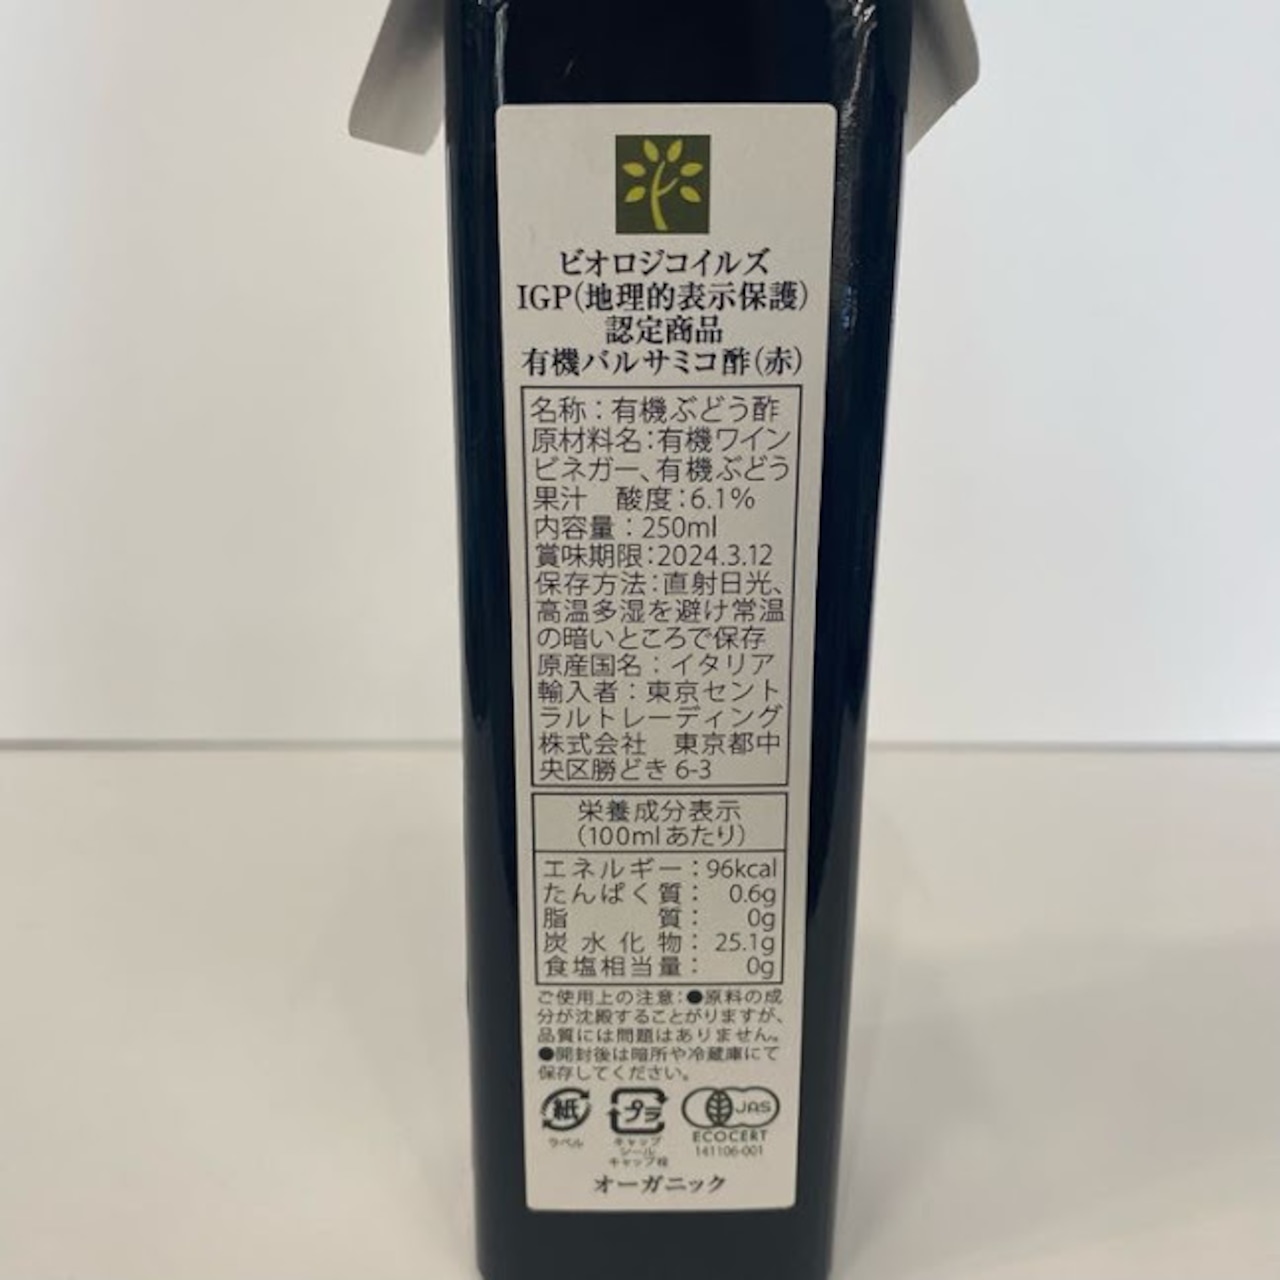 ビオロジコイルズ
IGP(地理的表示保護)
認定商品
有機バルサミコ酢(赤)
名称:有機ぶどう酢
原材料名:有機ワイン
ビネガー、有機ぶどう
果汁　酸度:6.1%
内容量:250ml
賞味期限:2024.3.12
保存方法:直射日光、
高温多湿を避け常温
の暗いところで保存
原産国名:イタリア
輸入者:東京セント
ラルトレーディング
株式会社　東京都中
央区勝どき 6-3
栄養成分表示
(100mlあたり)
エネルギー:96kcal
たんぱく質: 0.6g
脂質: 0g
炭水化物: 25.1g
食塩相当量: 0g
ご使用上の注意:●原料の成
分が沈殿することがありますが、
品質には問題はありません。
●開封後は暗所や冷蔵庫にて
保存してください。
紙 プラ JAS
ラベル キャップ ECOCERT
シール 141106-001
キャップ栓
オーガニック